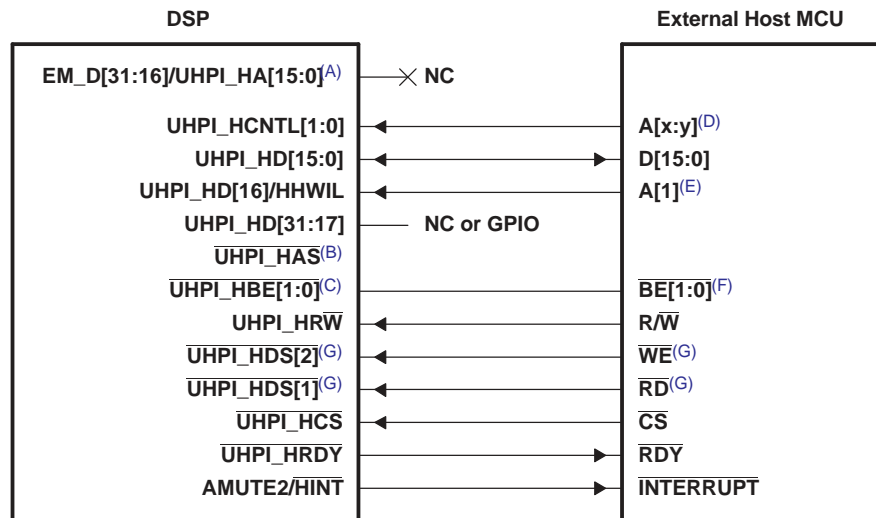 DSP External Host MCU
EM_D[31:16]/UHPI_HA[15:0](A) NC
UHPI_HCNTL[1:0] A[x:y](D)
UHPI_HD[15:0] D[15:0]
UHPI_HD[16]/HHWIL A[1](E)
UHPI_HD[31:17] NC or GPIO
UHPI_HAS(B)
UHPI_HBE[1:0](C) BE[1:0](F)
UHPI_HRW R/W
UHPI_HDS[2](G) WE(G)
UHPI_HDS[1](G) RD(G)
UHPI_HCS CS
UHPI_HRDY RDY
AMUTE2/HINT INTERRUPT